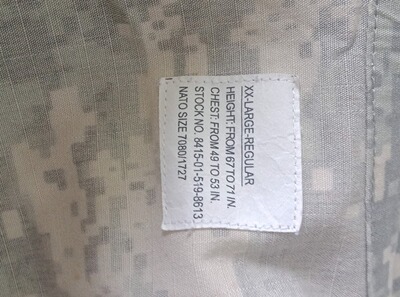 XX-LARGE-REGULAR
HEIGHT: FROM 67 TO 71 IN.
CHEST: FROM 49 TO 53 IN.
STOCK NO. 8415-01-519-8613
NATO SIZE 7080/1727